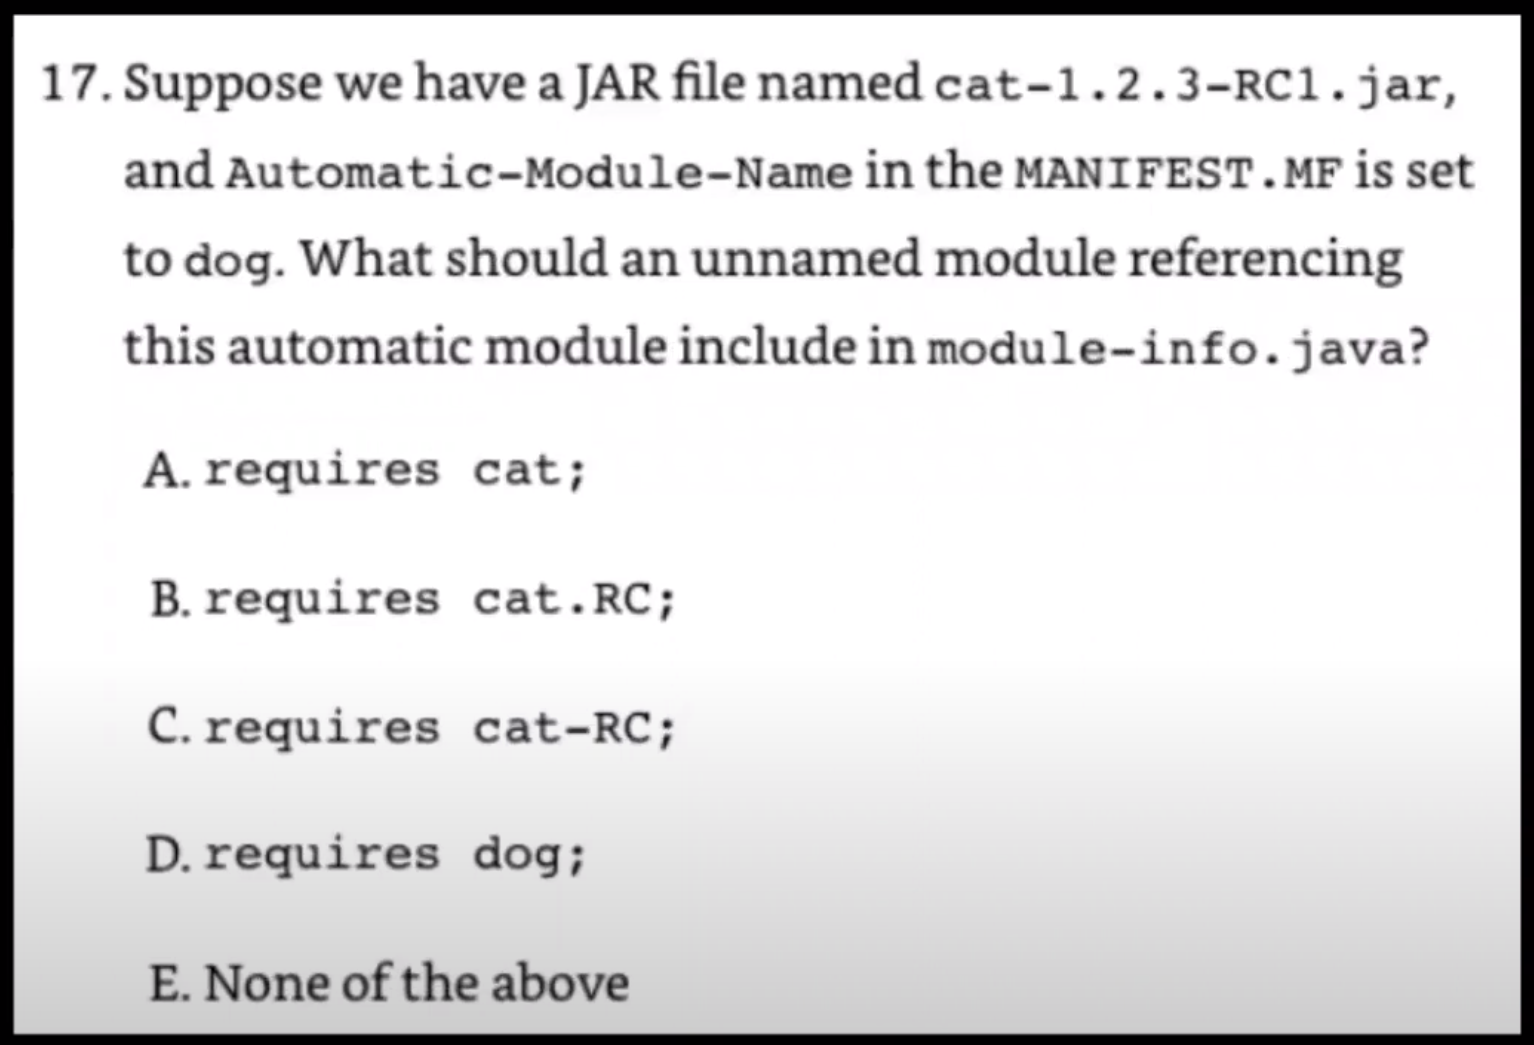 17. Suppose we have a JAR file named cat-1.2.3-RC1.jar,
and Automatic-Module-Name in the MANIFEST.MF is set
to dog. What should an unnamed module referencing
this automatic module include in module-info.java?
A. requires cat;
B. requires cat.RC;
C. requires cat-RC;
D. requires dog;
E. None of the above